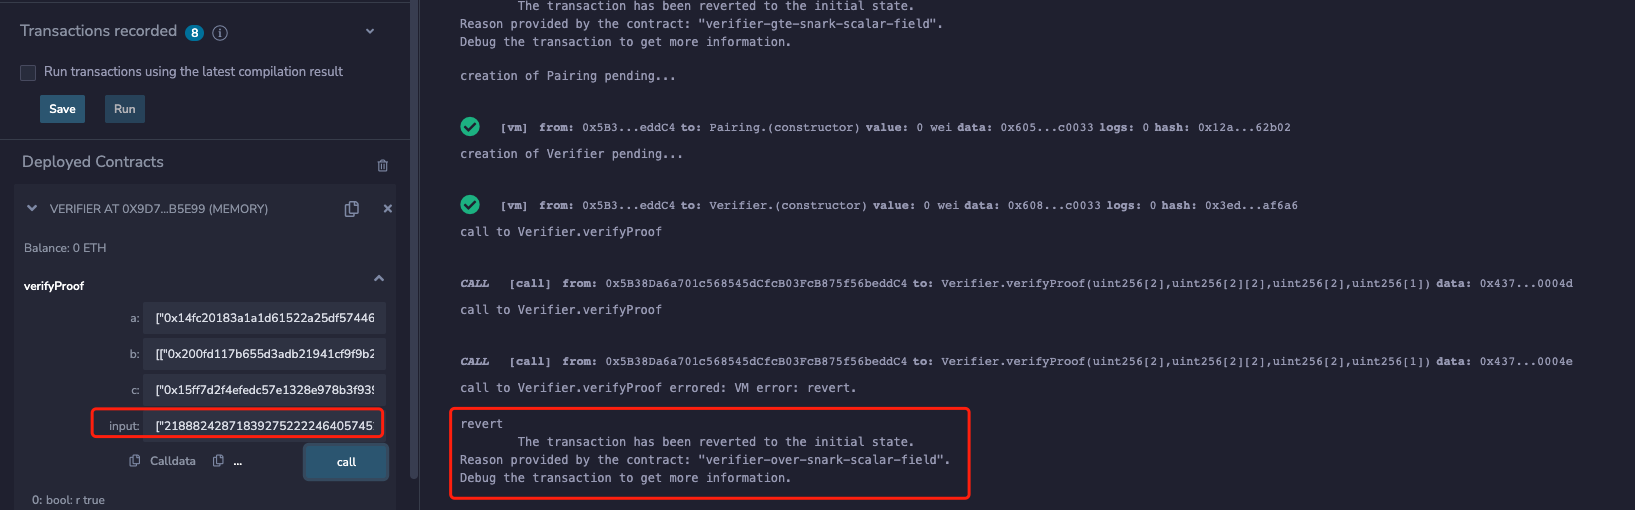 Transactions recorded 8 i
Run transactions using the latest compilation result
Save Run
Deployed Contracts
VERIFIER AT 0X9D7...B5E99 (MEMORY)
Balance: 0 ETH
verifyProof
a: ["0x14fc20183a1a1d61522a25df57446
b: [["0x200fd117b655d3adb21941cf9f9b2
c: ["0x15ff7d2f4efedc57e1328e978b3f939
input: ["2188824287183927522224640574 5
Calldata ... call
0: bool: r true
The transaction has been reverted to the initial state.
Reason provided by the contract: "verifier-gte-snark-scalar-field".
Debug the transaction to get more information.
creation of Pairing pending...
[vm] from: 0x5B3...eddC4 to: Pairing.(constructor) value: 0 wei data: 0x605...c0033 logs: 0 hash: 0x12a...62b02
creation of Verifier pending...
[vm] from: 0x5B3...eddC4 to: Verifier.(constructor) value: 0 wei data: 0x608...c0033 logs: 0 hash: 0x3ed...af6a6
call to Verifier.verifyProof
CALL [call] from: 0x5B38Da6a701c568545dCfcB03FcB875f56beddC4 to: Verifier.verifyProof(uint256[2],uint256[2][2],uint256[2],uint256[1]) data: 0x437...0004d
call to Verifier.verifyProof
CALL [call] from: 0x5B38Da6a701c568545dCfcB03FcB875f56beddC4 to: Verifier.verifyProof(uint256[2],uint256[2][2],uint256[2],uint256[1]) data: 0x437...0004e
call to Verifier.verifyProof errored: VM error: revert.
revert
The transaction has been reverted to the initial state.
Reason provided by the contract: "verifier-over-snark-scalar-field".
Debug the transaction to get more information.